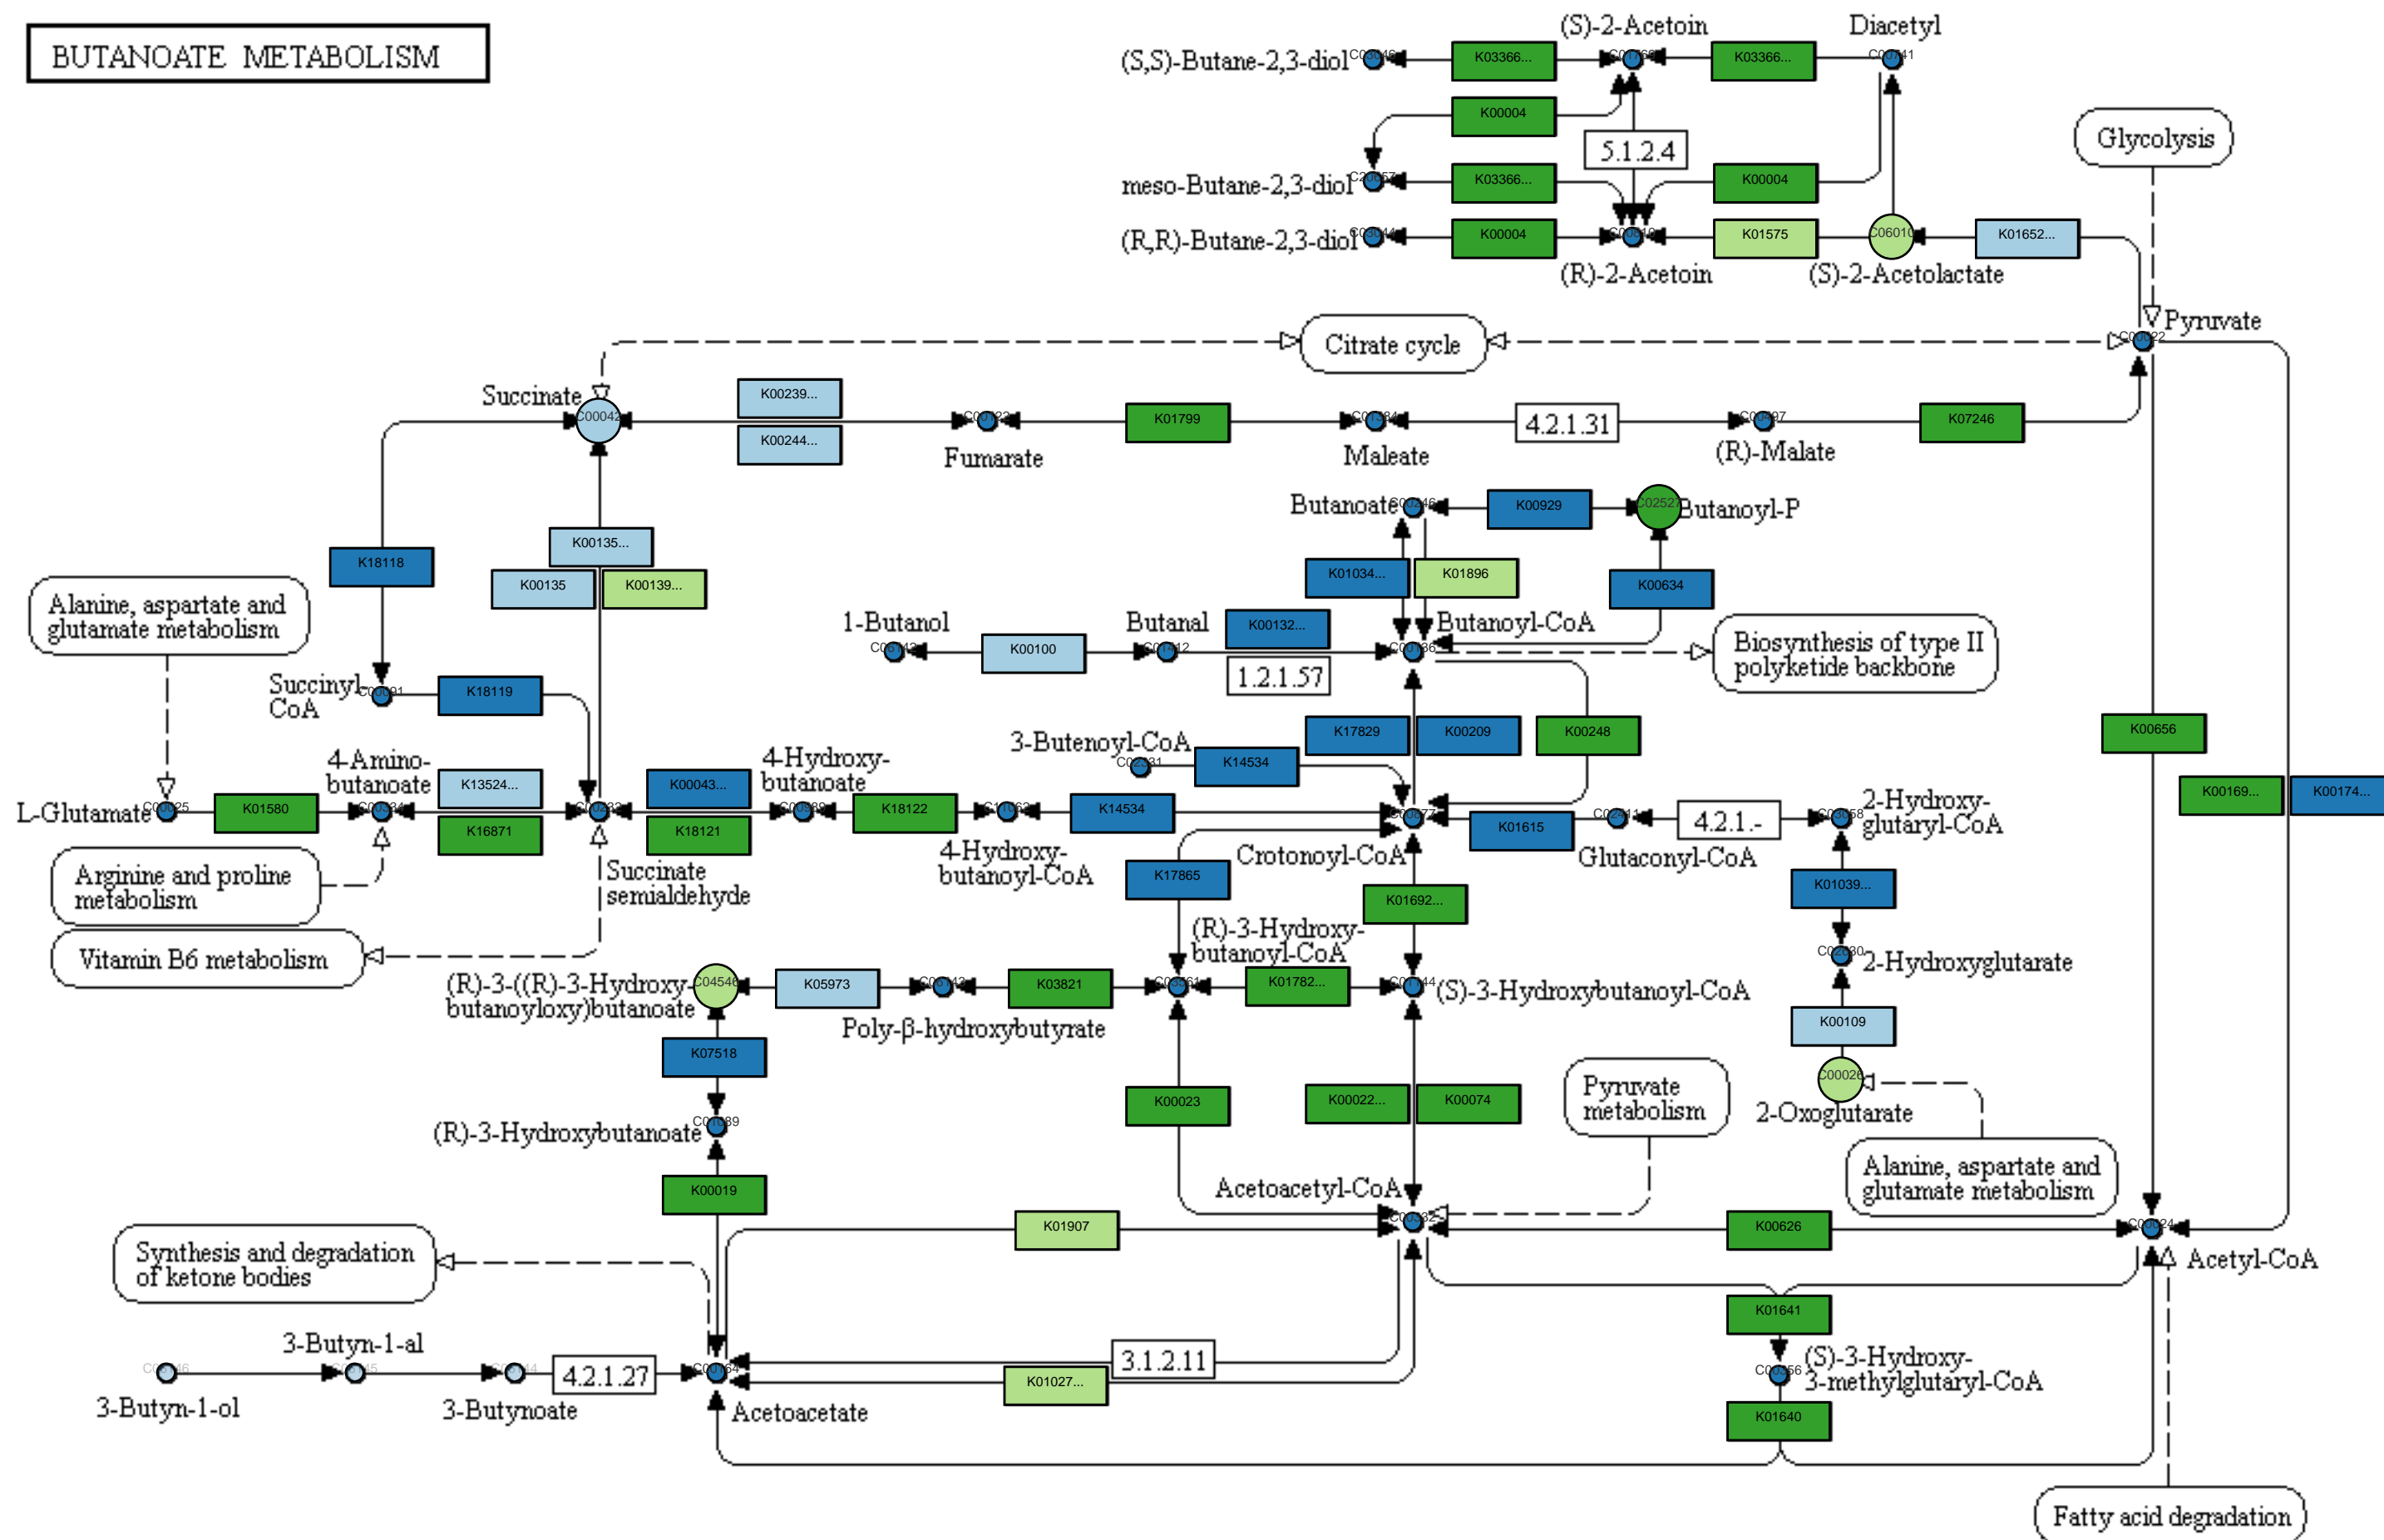 BUTANOATE METABOLISM
(S)-2-Acetoin
Diacetyl
(S,S)-Butane-2,3-diol
K03366...
K03366...
K00004
5.1.2.4
Glycolysis
meso-Butane-2,3-diol
K03366...
K00004
(R,R)-Butane-2,3-diol
K00004
K01575
C06010
K01652...
(R)-2-Acetoin
(S)-2-Acetolactate
Pyruvate
Citrate cycle
Succinate
C00042
K00239...
K00244...
K01799
4.2.1.31
K07246
Fumarate
Maleate
(R)-Malate
Butanoate
K00929
C02527
Butanoyl-P
K18118
K00135...
K00135
K00139...
K01034...
K01896
K00634
Alanine, aspartate and
glutamate metabolism
1-Butanol
K00100
Butanal
K00132...
1.2.1.57
Butanoyl-CoA
Biosynthesis of type II
polyketide backbone
Succinyl-
CoA
K18119
3-Butenoyl-CoA
K14534
K17829
K00209
K00248
K00656
4-Amino-
butanoate
K13524...
K00043...
4-Hydroxy-
butanoate
K00169...
K00174...
L-Glutamate
K01580
K16871
K18121
K18122
K14534
K01615
4.2.1.-
2-Hydroxy-
glutaryl-CoA
4-Hydroxy-
butanoyl-CoA
Crotonoyl-CoA
Glutaconyl-CoA
Arginine and proline
metabolism
Succinate
semialdehyde
K17865
K01692...
K01039...
Vitamin B6 metabolism
(R)-3-Hydroxy-
butanoyl-CoA
2-Hydroxyglutarate
(R)-3-((R)-3-Hydroxy-
butanoyloxy)butanoate
C04546
K05973
K03821
K01782...
(S)-3-Hydroxybutanoyl-CoA
Poly-β-hydroxybutyrate
K00109
K07518
C00026
2-Oxoglutarate
K00023
K00022...
K00074
Pyruvate
metabolism
(R)-3-Hydroxybutanoate
Alanine, aspartate and
glutamate metabolism
K00019
Acetoacetyl-CoA
K01907
K00626
Acetyl-CoA
Synthesis and degradation
of ketone bodies
K01641
3-Butyn-1-al
4.2.1.27
3.1.2.11
K01027...
(S)-3-Hydroxy-
3-methylglutaryl-CoA
3-Butyn-1-ol
3-Butynoate
Acetoacetate
K01640
Fatty acid degradation